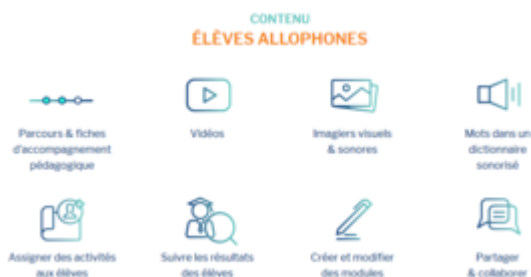 CONTENU
ÉLÈVES ALLOPHONES
Parcours & fiches
d'accompagnement
pédagogique
Vidéos
Imagiers visuels
& sonores
Mots dans un
dictionnaire
sonorisé
Assigner des activités
aux élèves
Suivre les résultats
des élèves
Créer et modifier
des modules
Partager
& collaborer